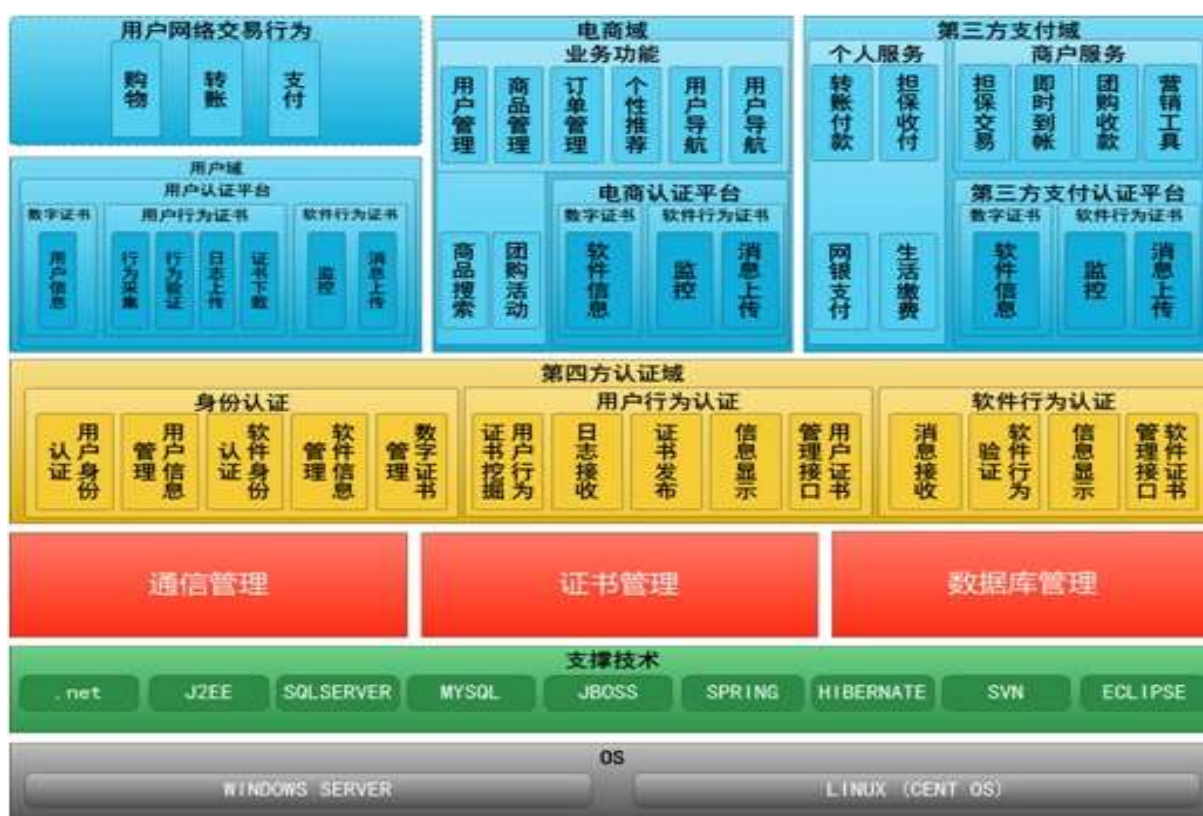 用户网络交易行为
购物
转账
支付
用户域
用户认证平台
数字证书
用户行为证书
软件行为证书
用户信息
行为采集
行为验证
日志上传
证书下载
监控
消息上传
电商域
业务功能
用户管理
商品管理
订单管理
个性推荐
用户导航
用户导航
商品搜索
团购活动
电商认证平台
数字证书
软件行为证书
软件信息
监控
消息上传
第三方支付域
个人服务
商户服务
转账付款
担保收付
担保交易
即时到帐
团购收款
营销工具
网银支付
生活缴费
第三方支付认证平台
数字证书
软件行为证书
软件信息
监控
消息上传
第四方认证域
身份认证
用户身份
认证
用户信息
管理
软件身份
认证
软件信息
管理
数字证书
管理
用户行为认证
用户行为
证书挖掘
日志接收
证书发布
信息显示
用户证书
管理接口
软件行为认证
消息接收
软件行为
验证
信息显示
软件证书
管理接口
通信管理
证书管理
数据库管理
支撑技术
.net
J2EE
SQLSERVER
MYSQL
JBOSS
SPRING
HIBERNATE
SVN
ECLIPSE
OS
WINDOWS SERVER
LINUX (CENT OS)